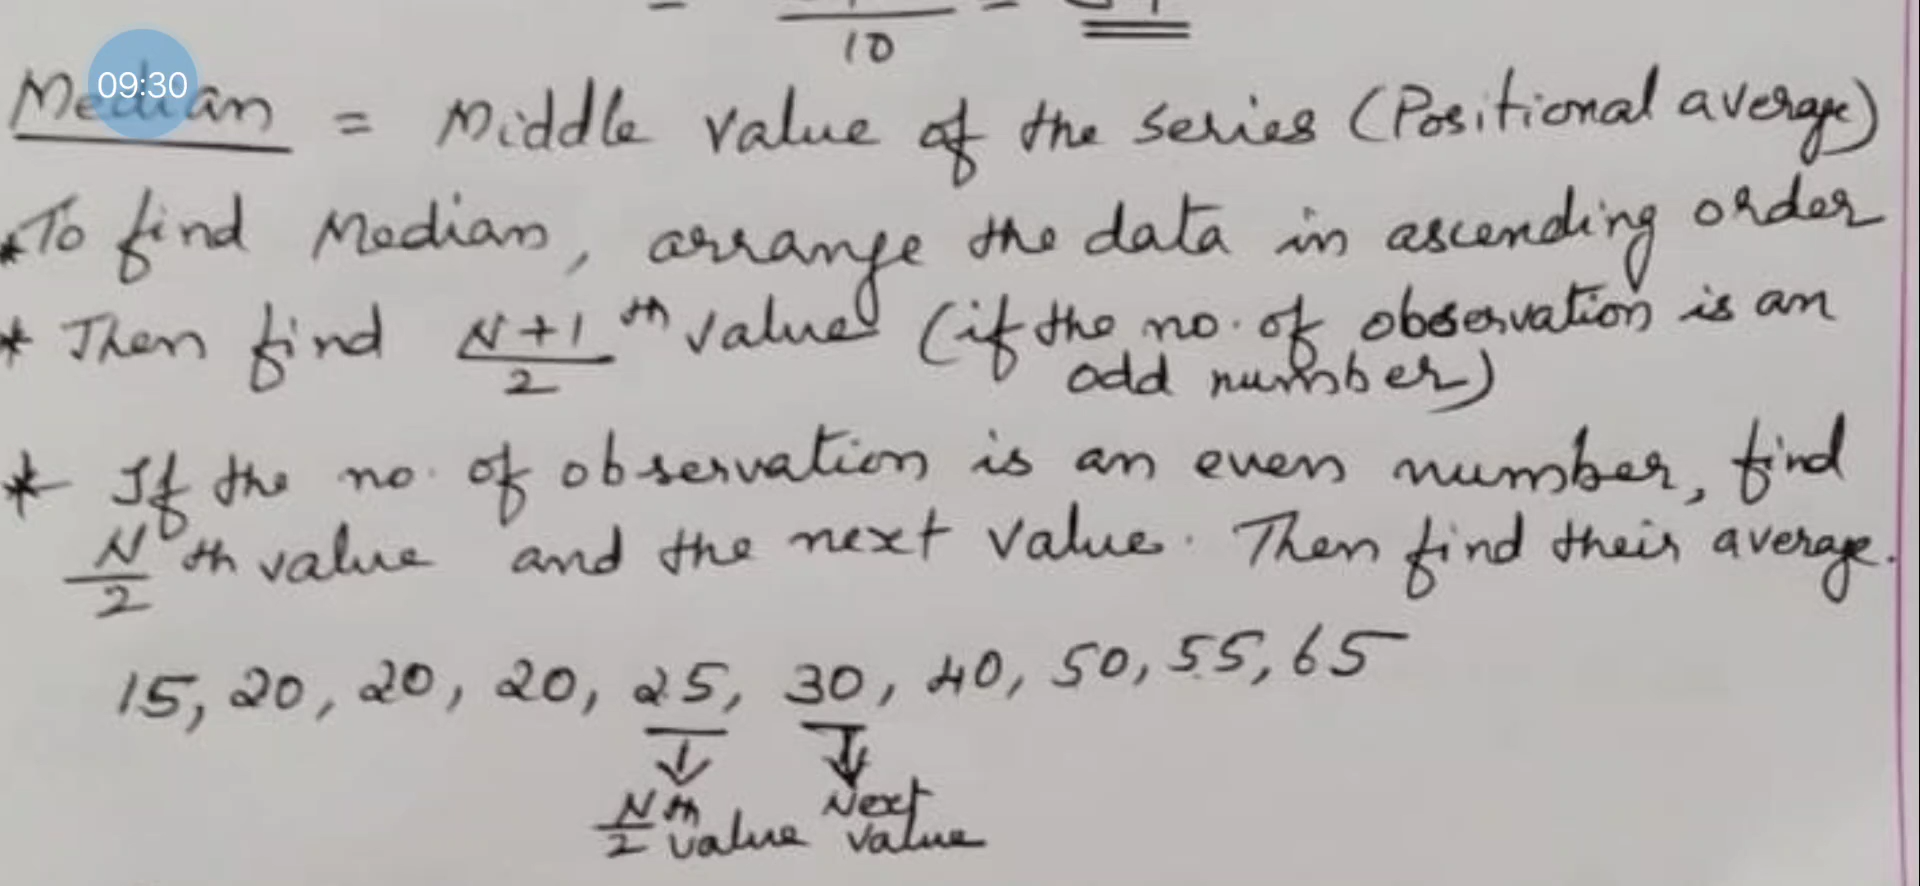 10
09:30
Median = Middle value of the series (Positional average)
* To find Median, arrange the data in ascending order
* Then find N+1/2 th value (if the no. of observation is an
odd number)
* If the no. of observation is an even number, find
N/2 th value and the next value. Then find their average.
15, 20, 20, 20, 25, 30, 40, 50, 55, 65
N/2 th value Next value